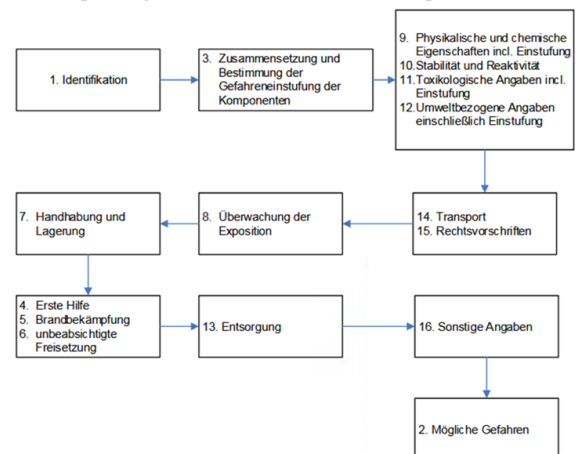 1. Identifikation
3. Zusammensetzung und
Bestimmung der
Gefahreneinstufung der
Komponenten
9. Physikalische und chemische
Eigenschaften incl. Einstufung
10. Stabilität und Reaktivität
11. Toxikologische Angaben incl.
Einstufung
12. Umweltbezogene Angaben
einschließlich Einstufung
7. Handhabung und
Lagerung
8. Überwachung der
Exposition
14. Transport
15. Rechtsvorschriften
4. Erste Hilfe
5. Brandbekämpfung
6. unbeabsichtigte
Freisetzung
13. Entsorgung
16. Sonstige Angaben
2. Mögliche Gefahren